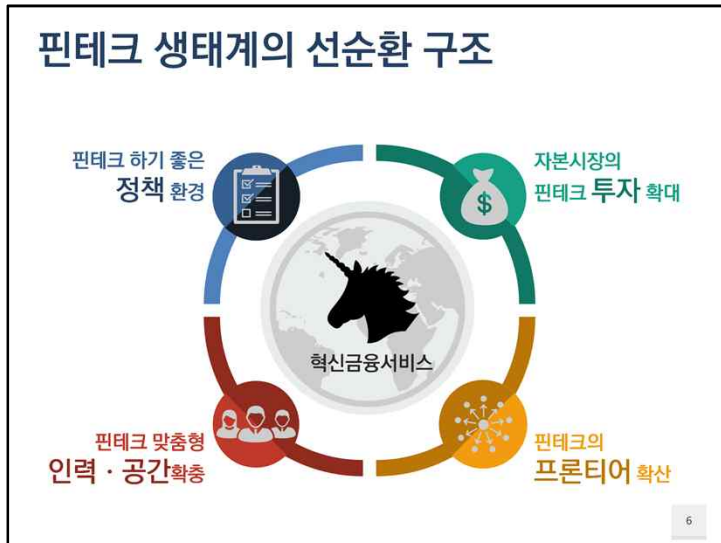 핀테크 생태계의 선순환 구조
핀테크 하기 좋은
정책 환경
자본시장의
핀테크 투자 확대
$
혁신금융서비스
핀테크 맞춤형
인력 · 공간확충
핀테크의
프론티어 확산
6